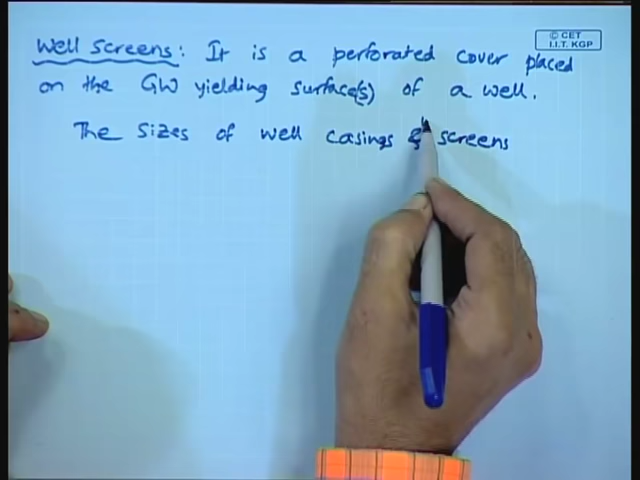 © CET
I.I.T. KGP
Well Screens: It is a perforated cover placed
on the GW yielding surface(s) of a well.
The Sizes of well casings & screens